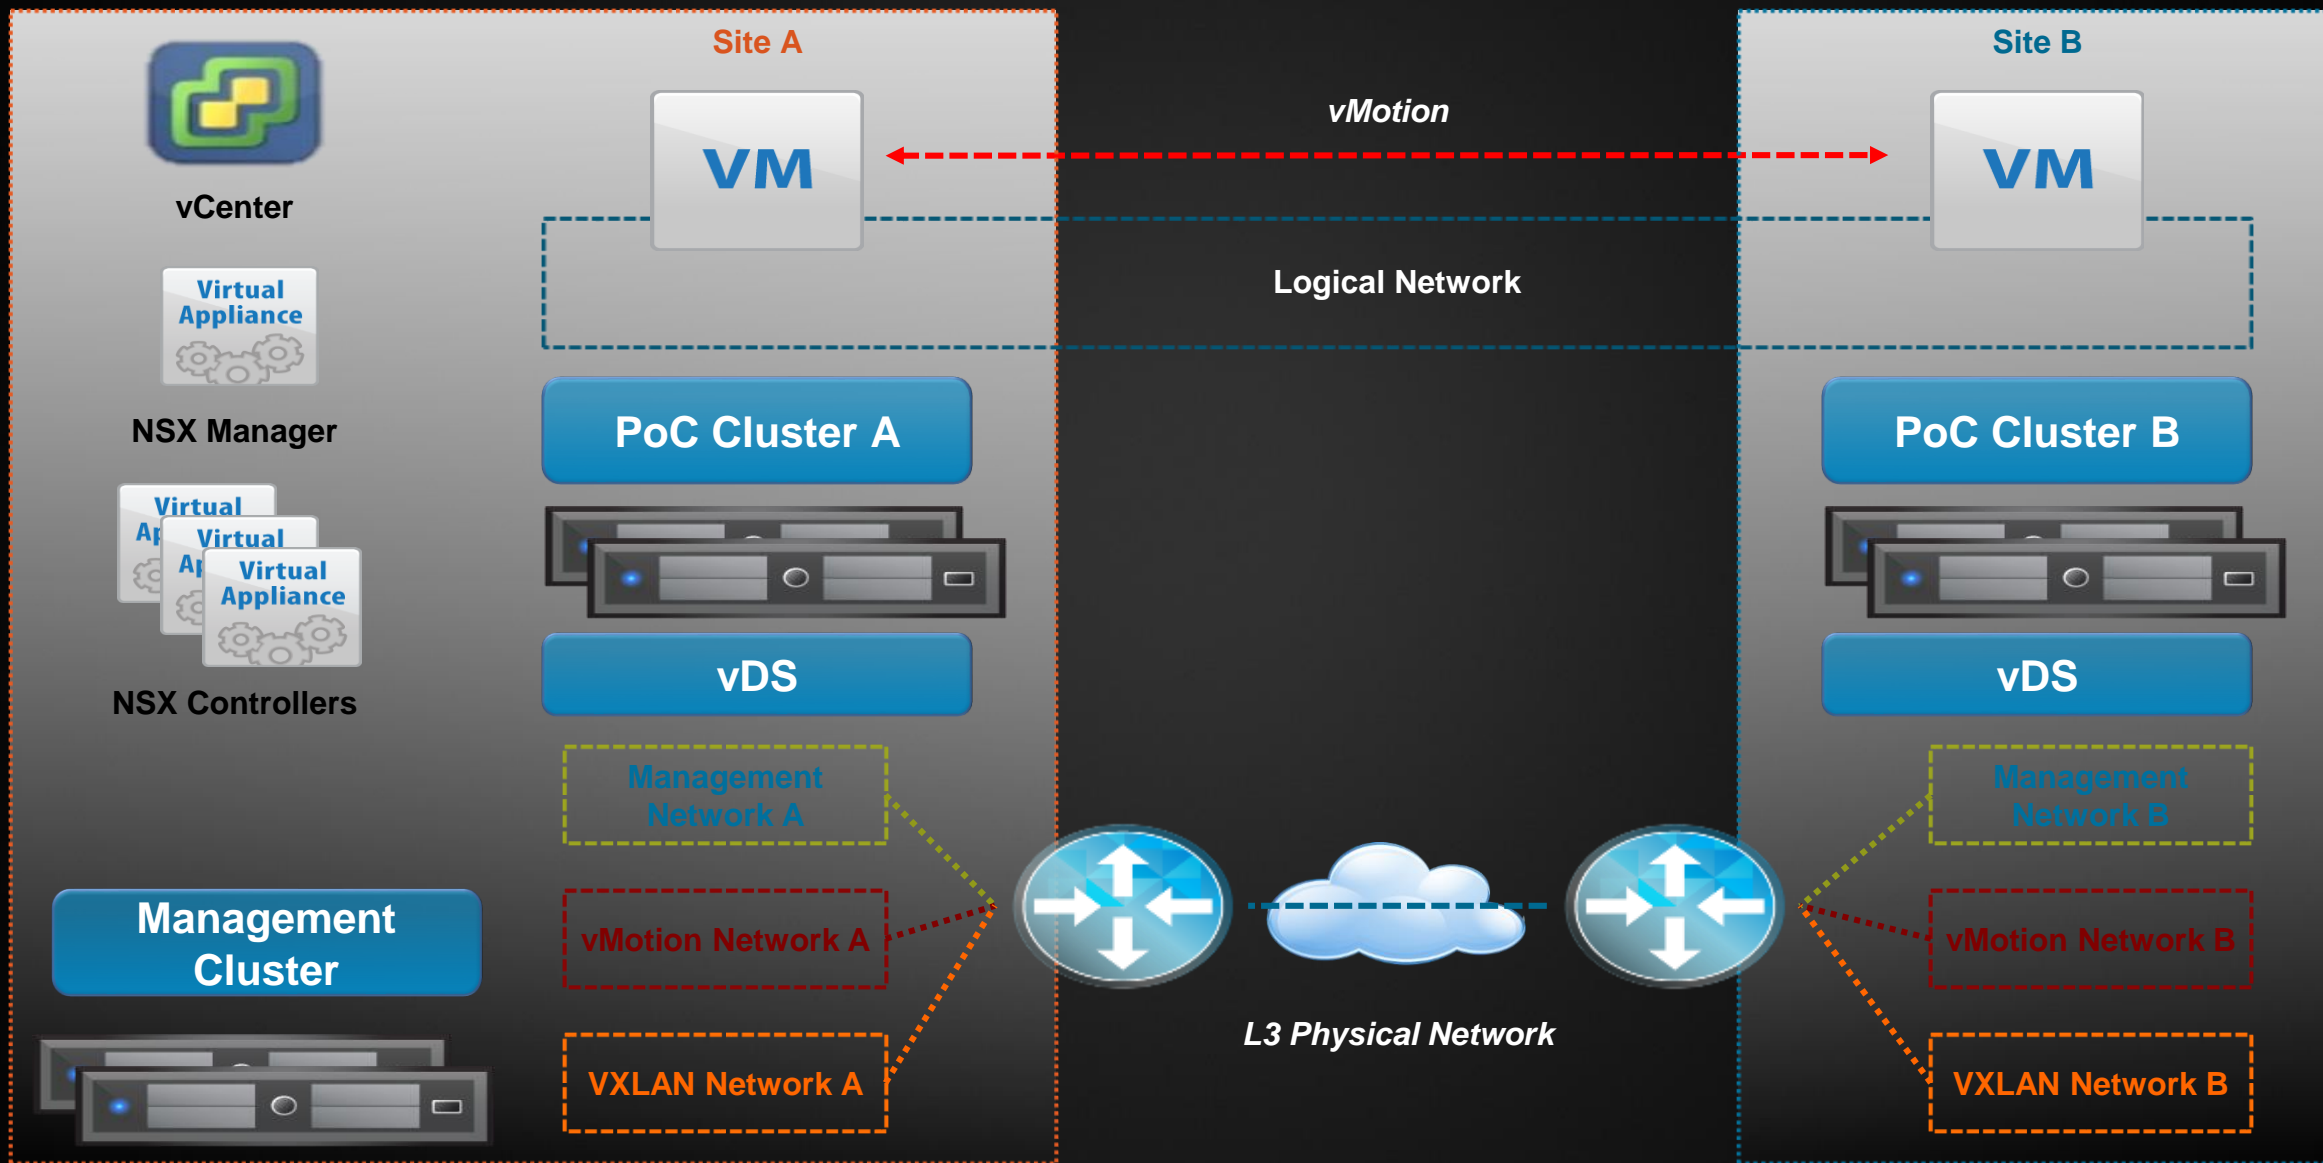 Site A
Site B
vMotion
VM
VM
vCenter
Logical Network
Virtual
Appliance
NSX Manager
PoC Cluster A
PoC Cluster B
Virtual
Ap
Virtual
Ap
Virtual
Appliance
NSX Controllers
vDS
vDS
Management
Network A
Management
Network B
Management
Cluster
vMotion Network A
vMotion Network B
L3 Physical Network
VXLAN Network A
VXLAN Network B